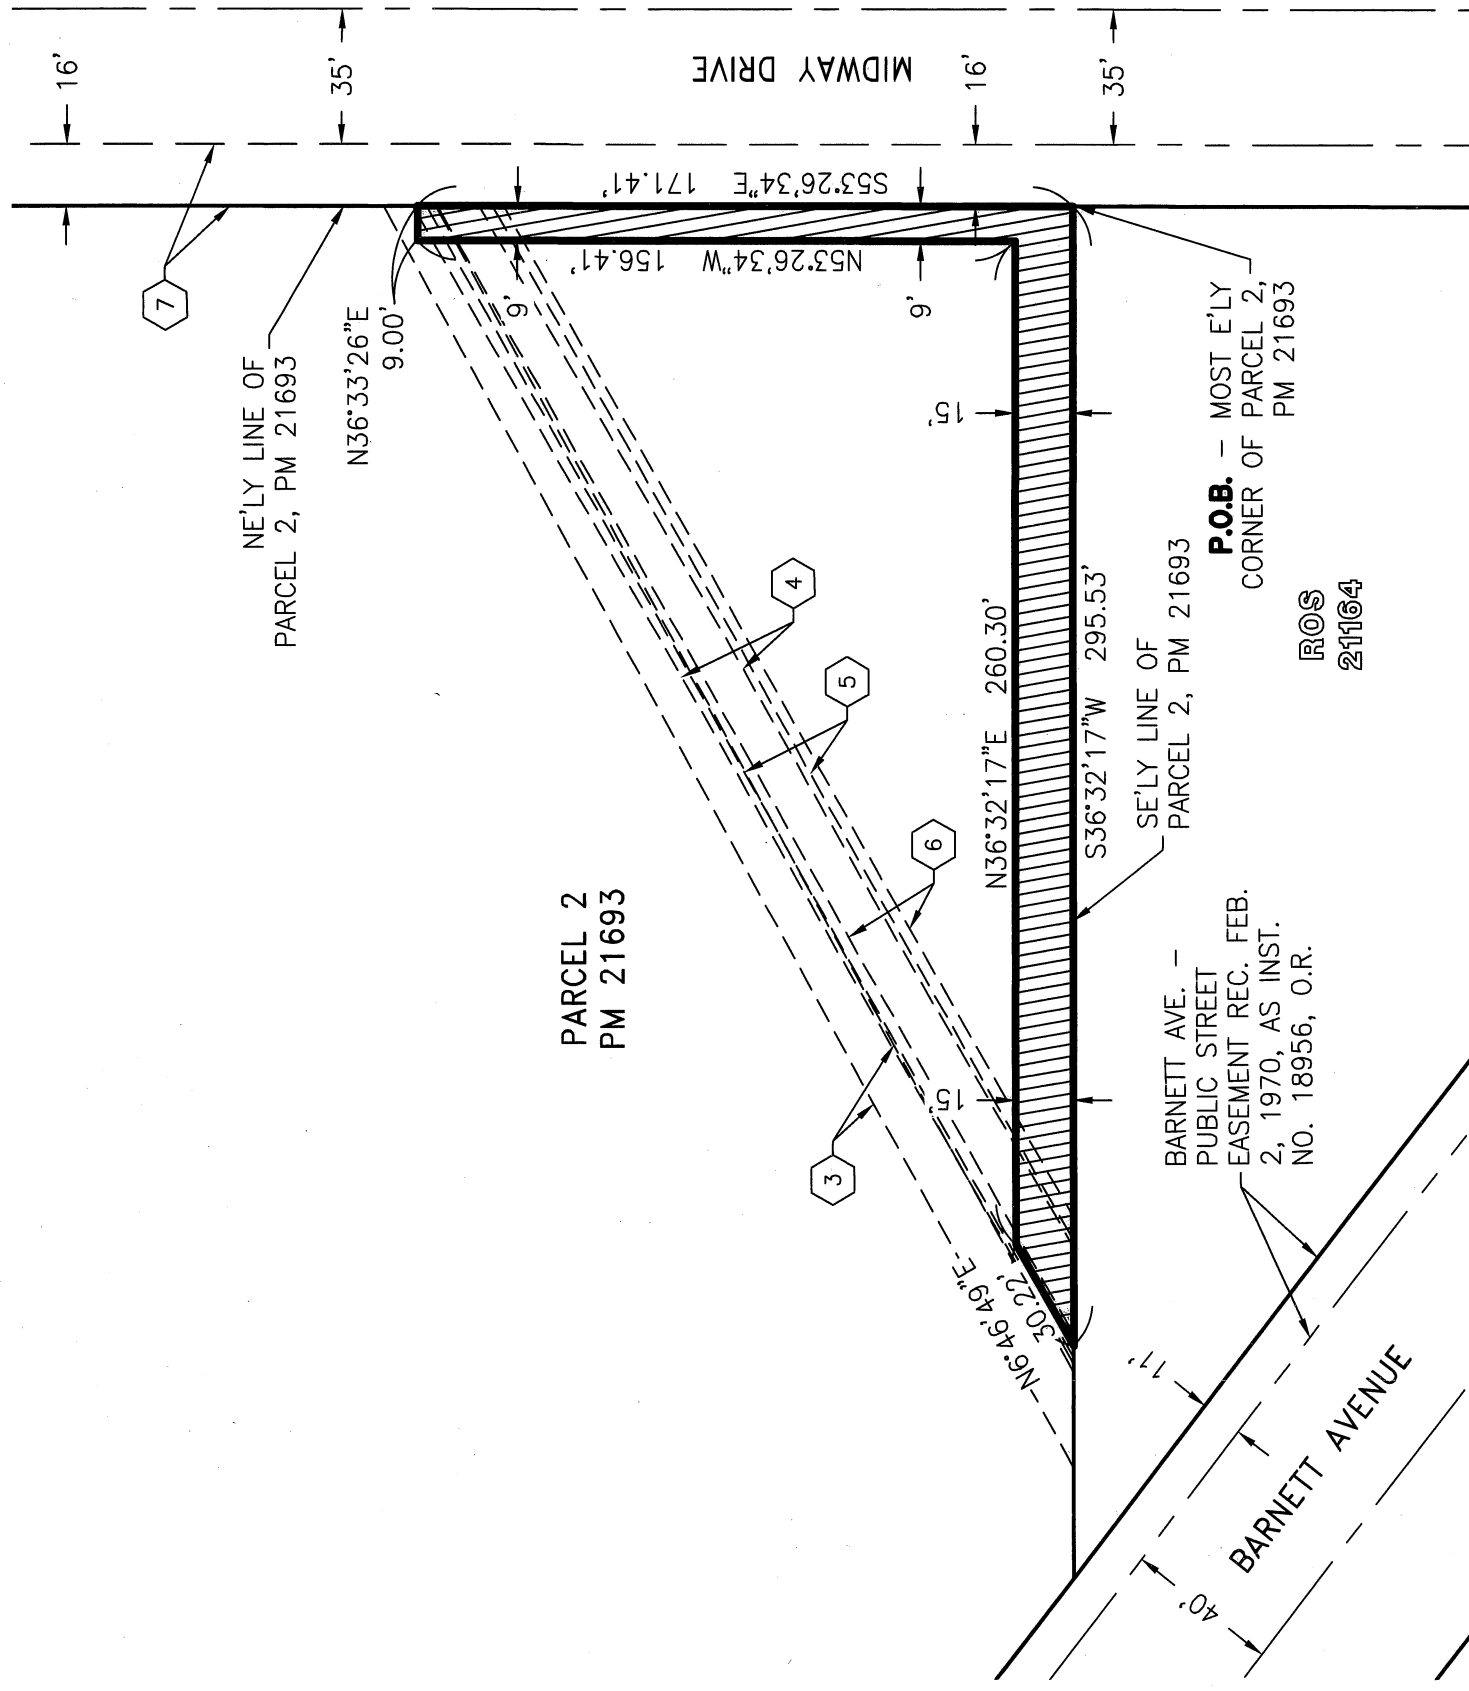 16'
35'
MIDWAY DRIVE
16'
35'
7
S53°26'34"E 171.41'
N53°26'34"W 156.41'
9'
9'
N36°33'26"E
9.00'
NE'LY LINE OF
PARCEL 2, PM 21693
15'
P.O.B. - MOST E'LY
CORNER OF PARCEL 2,
PM 21693
ROS
21164
4
5
6
3
N36°32'17"E 260.30'
S36°32'17"W 295.53'
SE'LY LINE OF
PARCEL 2, PM 21693
PARCEL 2
PM 21693
15'
N6°46'49"E
30.22'
BARNETT AVE. -
PUBLIC STREET
EASEMENT REC. FEB.
2, 1970, AS INST.
NO. 18956, O.R.
11'
40'
BARNETT AVENUE